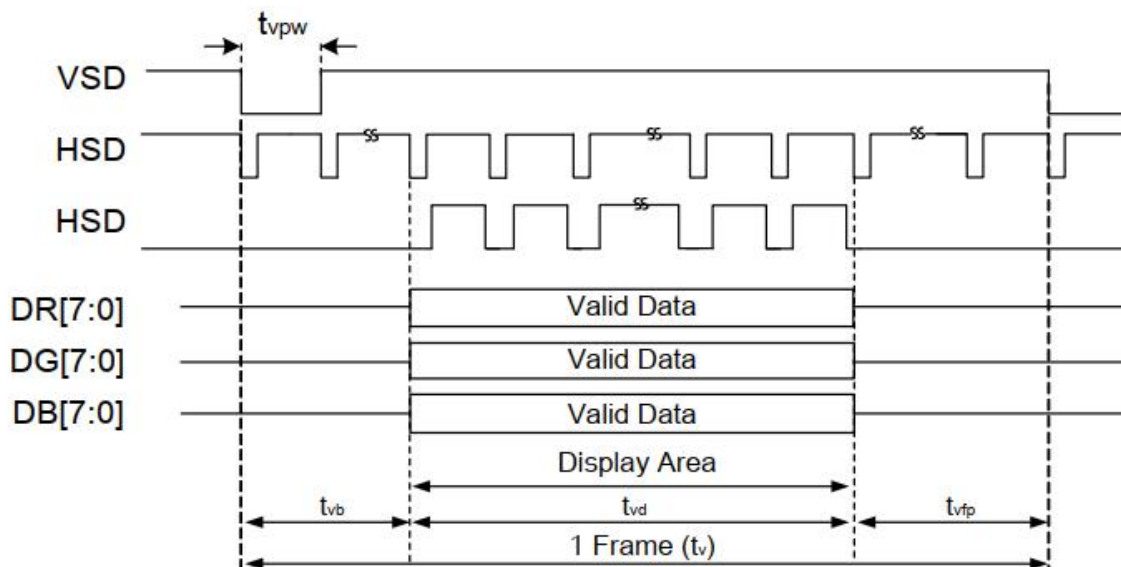 tvpw
VSD
HSD
HSD
DR[7:0] Valid Data
DG[7:0] Valid Data
DB[7:0] Valid Data
Display Area
tvb tvd tvfp
1 Frame (tv)